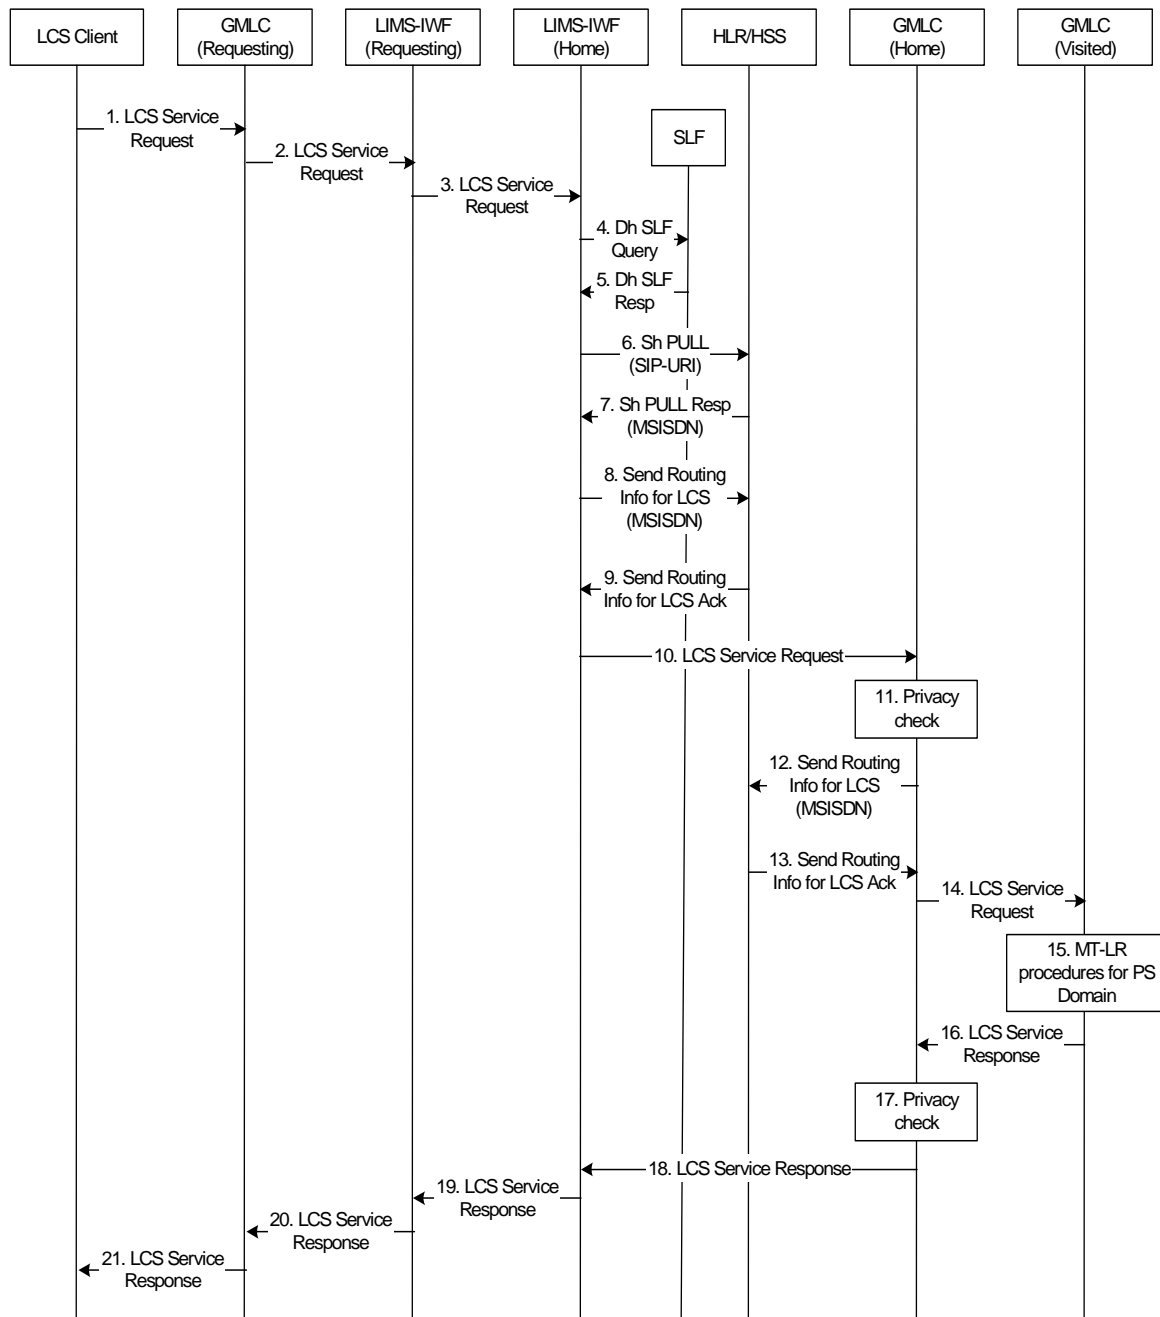 LCS Client
GMLC
(Requesting)
LIMS-IWF
(Requesting)
LIMS-IWF
(Home)
HLR/HSS
GMLC
(Home)
GMLC
(Visited)
1. LCS Service
Request
SLF
2. LCS Service
Request
3. LCS Service
Request
4. Dh SLF
Query
5. Dh SLF
Resp
6. Sh PULL
(SIP-URI)
7. Sh PULL Resp
(MSISDN)
8. Send Routing
Info for LCS
(MSISDN)
9. Send Routing
Info for LCS Ack
10. LCS Service Request
11. Privacy
check
12. Send Routing
Info for LCS
(MSISDN)
13. Send Routing
Info for LCS Ack
14. LCS Service
Request
15. MT-LR
procedures for PS
Domain
16. LCS Service
Response
17. Privacy
check
18. LCS Service Response
19. LCS Service
Response
20. LCS Service
Response
21. LCS Service
Response